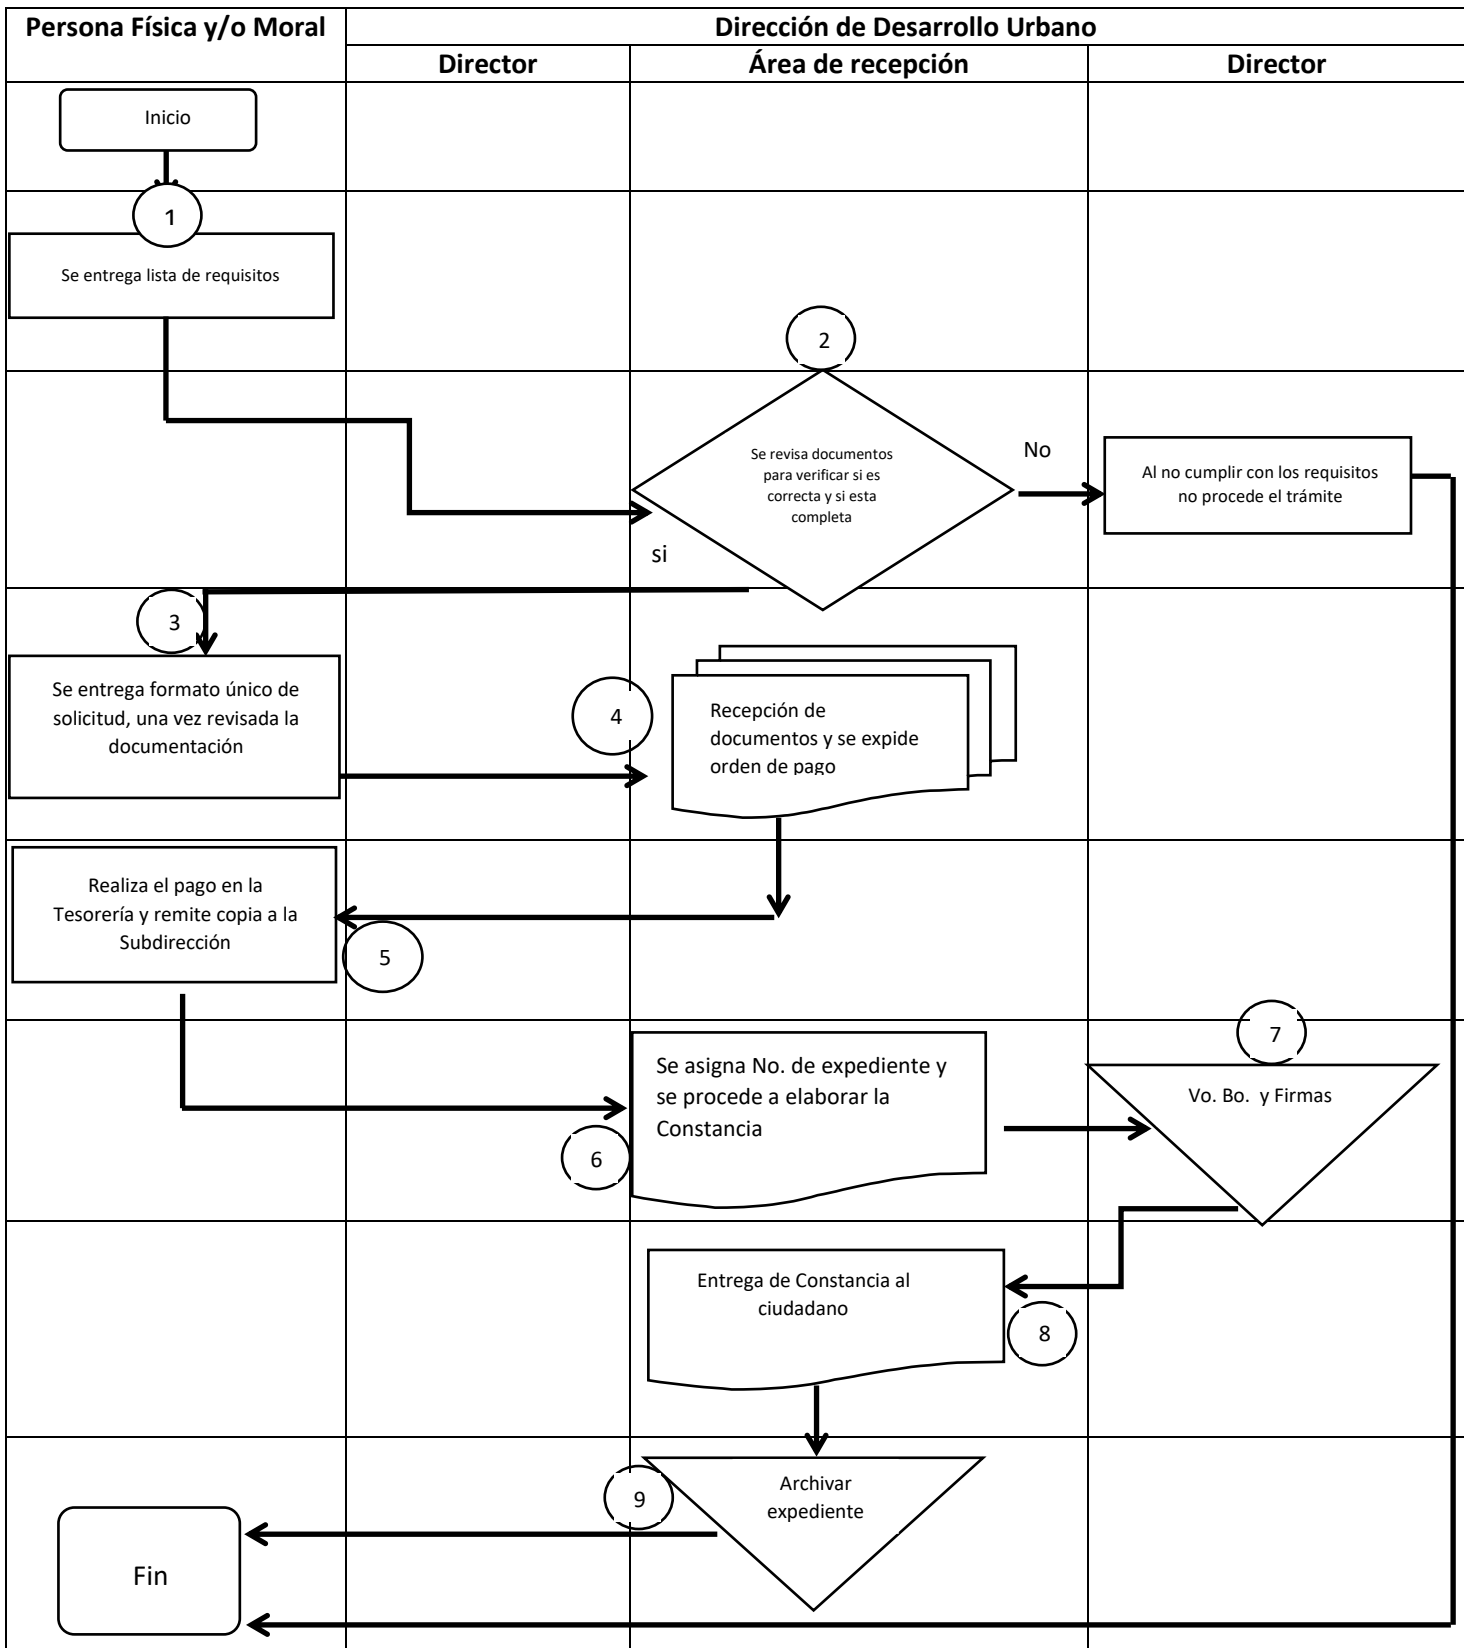 Persona Física y/o Moral
Dirección de Desarrollo Urbano
Director
Área de recepción
Director
Inicio
1
Se entrega lista de requisitos
2
Se revisa documentos
para verificar si es
correcta y si esta
completa
No
Al no cumplir con los requisitos
no procede el trámite
si
3
Se entrega formato único de
solicitud, una vez revisada la
documentación
4
Recepción de
documentos y se expide
orden de pago
Realiza el pago en la
Tesorería y remite copia a la
Subdirección
5
Se asigna No. de expediente y
se procede a elaborar la
Constancia
6
7
Vo. Bo. y Firmas
Entrega de Constancia al
ciudadano
8
9
Archivar
expediente
Fin